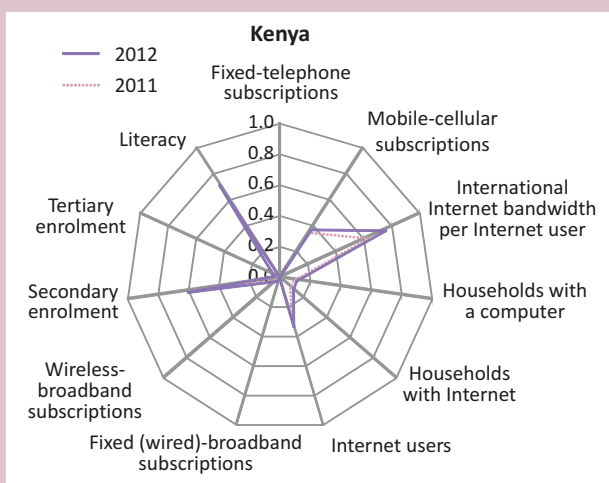 Kenya
2012
2011
Fixed-telephone
subscriptions
Mobile-cellular
subscriptions
International
Internet bandwidth
per Internet user
Households with
a computer
Households
with Internet
Internet users
Fixed (wired)-broadband
subscriptions
Wireless-
broadband
subscriptions
Secondary
enrolment
Tertiary
enrolment
Literacy
1.0
0.8
0.6
0.4
0.2
0.0